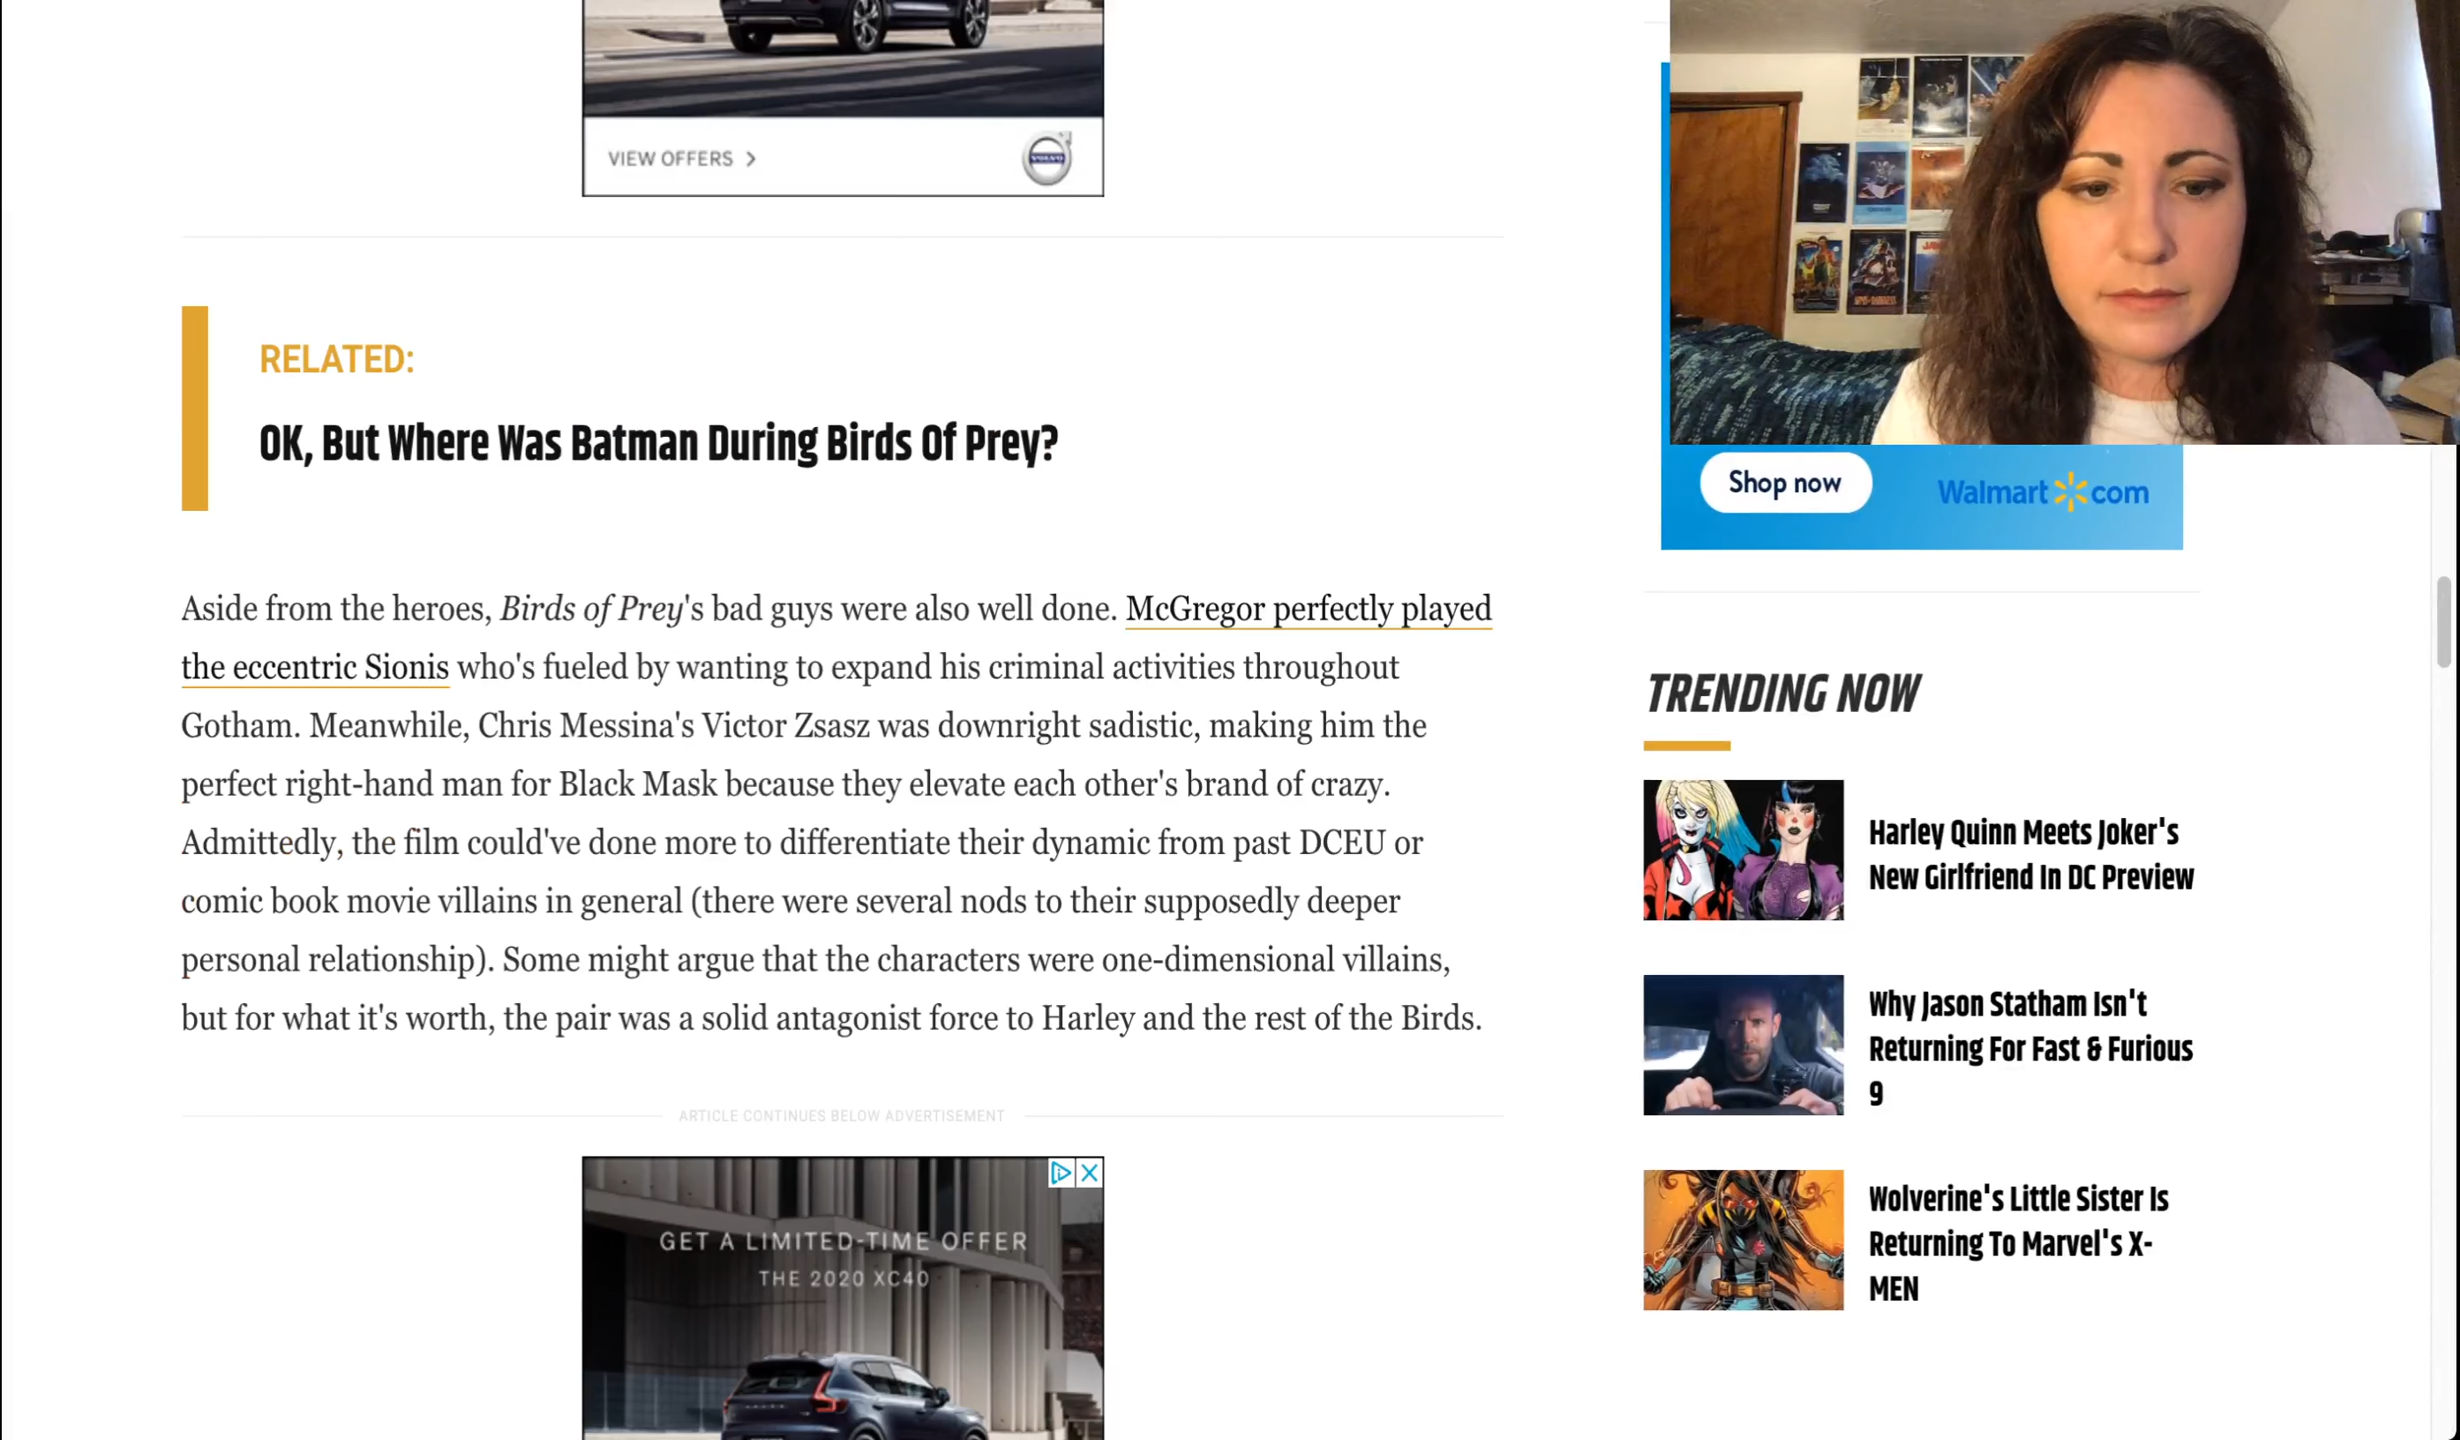 VIEW OFFERS >
VOLVO
RELATED:
OK, But Where Was Batman During Birds Of Prey?
Aside from the heroes, Birds of Prey's bad guys were also well done. McGregor perfectly played
the eccentric Sionis who's fueled by wanting to expand his criminal activities throughout
Gotham. Meanwhile, Chris Messina's Victor Zsasz was downright sadistic, making him the
perfect right-hand man for Black Mask because they elevate each other's brand of crazy.
Admittedly, the film could've done more to differentiate their dynamic from past DCEU or
comic book movie villains in general (there were several nods to their supposedly deeper
personal relationship). Some might argue that the characters were one-dimensional villains,
but for what it's worth, the pair was a solid antagonist force to Harley and the rest of the Birds.
ARTICLE CONTINUES BELOW ADVERTISEMENT
GET A LIMITED-TIME OFFER
THE 2020 XC40
Shop now
Walmart com
TRENDING NOW
Harley Quinn Meets Joker's
New Girlfriend In DC Preview
Why Jason Statham Isn't
Returning For Fast & Furious
9
Wolverine's Little Sister Is
Returning To Marvel's X-
MEN